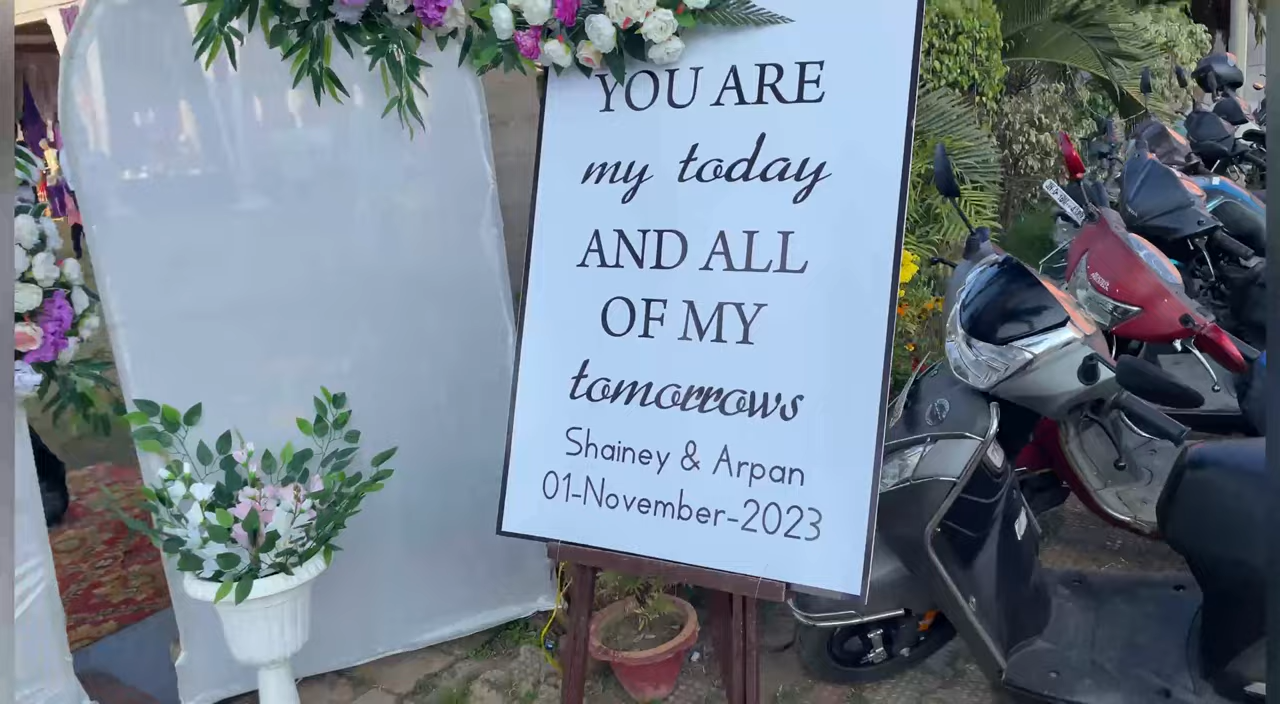 YOU ARE
my today
AND ALL
OF MY
tomorrows
Shainey & Arpan
01-November-2023